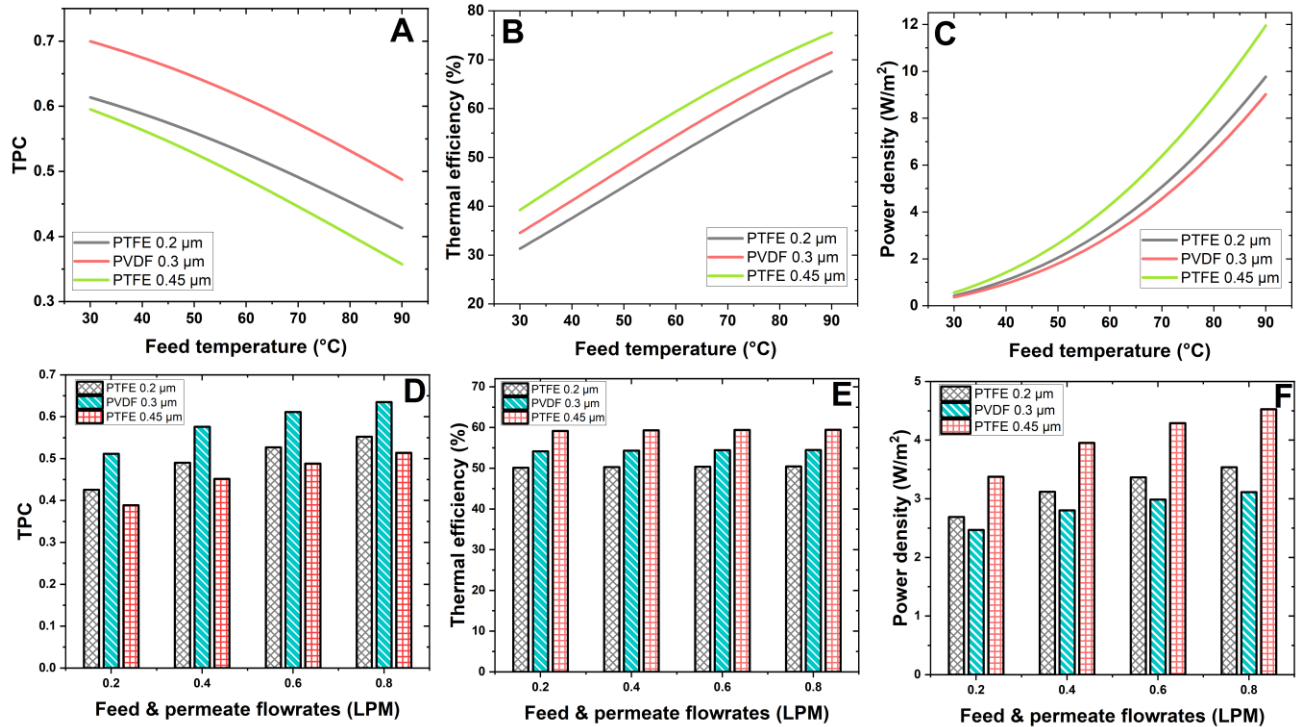 A
TPC
0.7
0.6
0.5
0.4
0.3
PTFE 0.2 µm
PVDF 0.3 µm
PTFE 0.45 µm
30 40 50 60 70 80 90
Feed temperature (°C)
B
Thermal efficiency (%)
80
70
60
50
40
30
20
PTFE 0.2 µm
PVDF 0.3 µm
PTFE 0.45 µm
30 40 50 60 70 80 90
Feed temperature (°C)
C
Power density (W/m²)
12
10
8
6
4
2
0
PTFE 0.2 µm
PVDF 0.3 µm
PTFE 0.45 µm
30 40 50 60 70 80 90
Feed temperature (°C)
D
TPC
0.7
0.6
0.5
0.4
0.3
0.2
0.1
0.0
PTFE 0.2 µm
PVDF 0.3 µm
PTFE 0.45 µm
0.2 0.4 0.6 0.8
Feed & permeate flowrates (LPM)
E
Thermal efficiency (%)
70
60
50
40
30
20
10
0
PTFE 0.2 µm
PVDF 0.3 µm
PTFE 0.45 µm
0.2 0.4 0.6 0.8
Feed & permeate flowrates (LPM)
F
Power density (W/m²)
5
4
3
2
1
0
PTFE 0.2 µm
PVDF 0.3 µm
PTFE 0.45 µm
0.2 0.4 0.6 0.8
Feed & permeate flowrates (LPM)